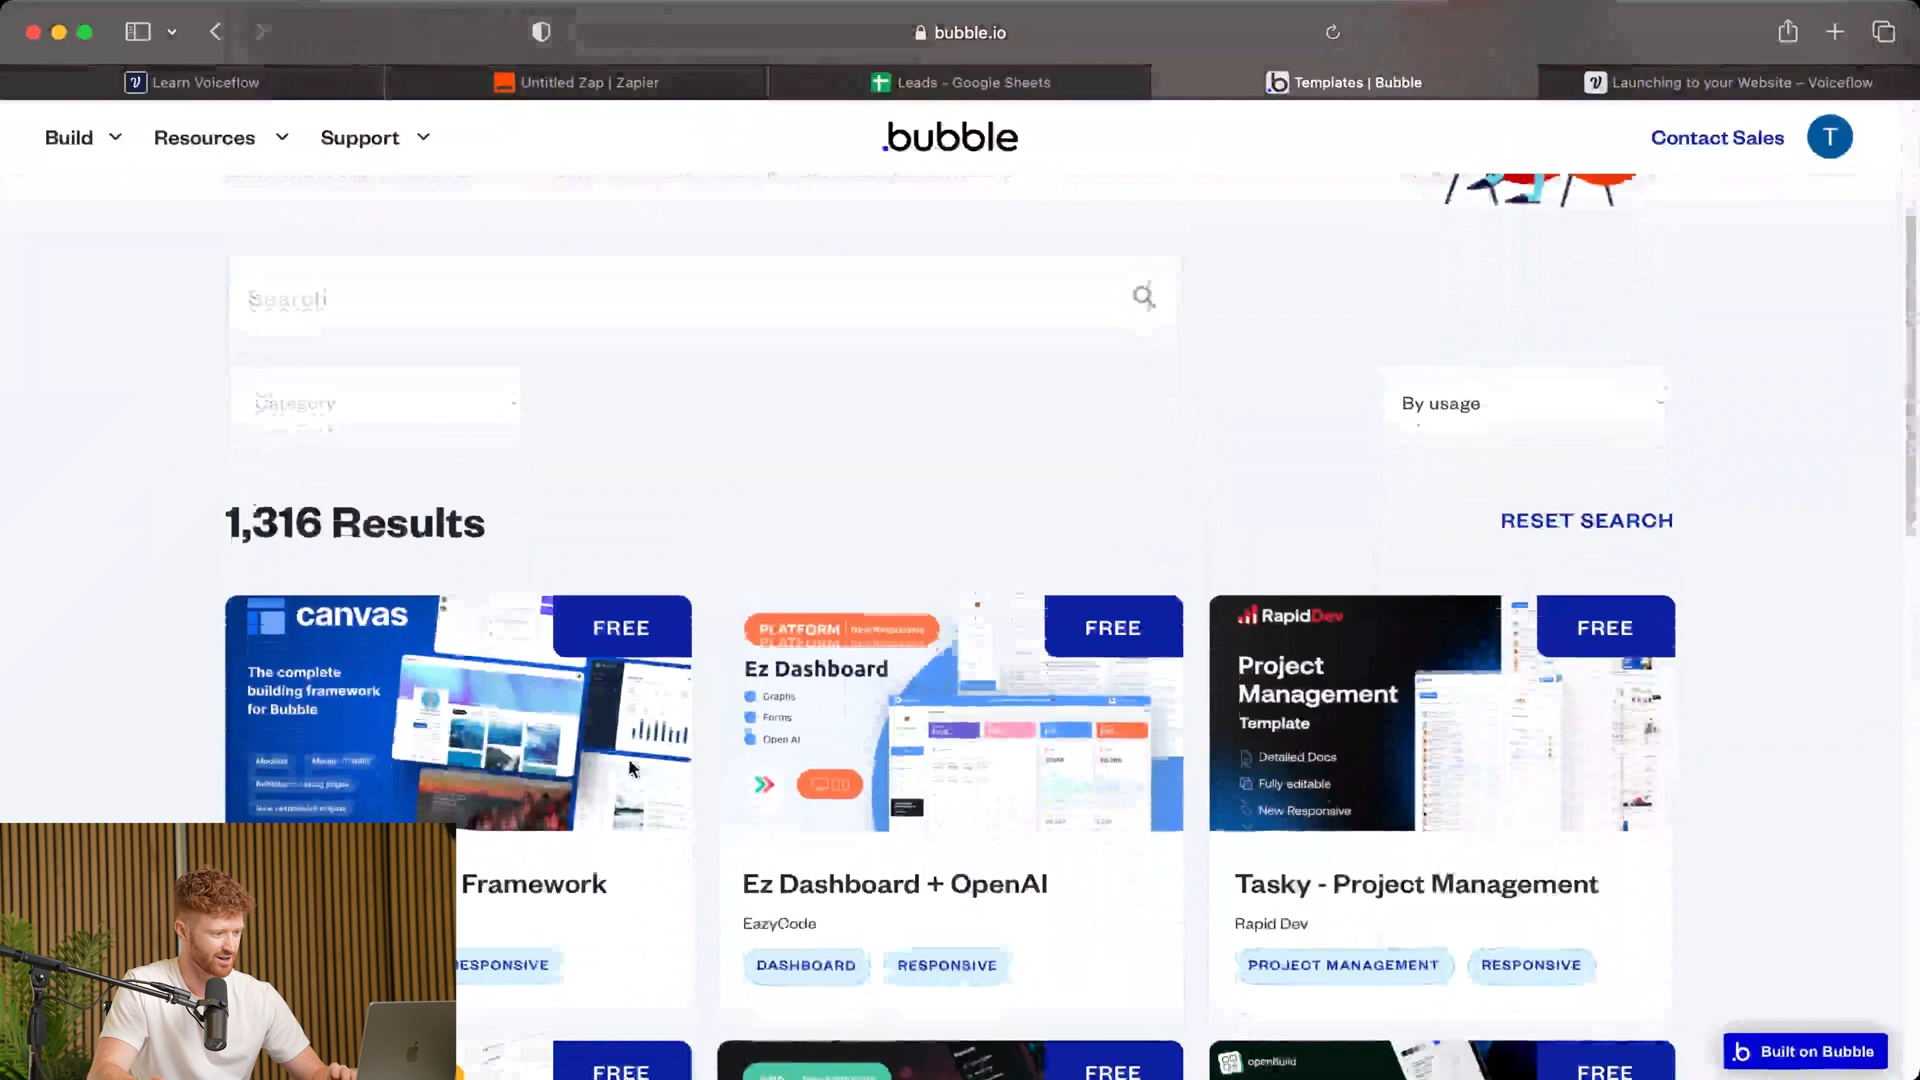 bubble.io
Learn Voiceflow
Untitled Zap | Zapier
Leads – Google Sheets
Templates | Bubble
Launching to your Website – Voiceflow
Build
Resources
Support
.bubble
Contact Sales
T
Search
Category
By usage
1,316 Results
RESET SEARCH
canvas
FREE
The complete
building framework
for Bubble
PLATFORM
New Responsive
FREE
Ez Dashboard
Graphs
Forms
Open AI
RapidDev
FREE
Project
Management
Template
Detailed Docs
Fully editable
New Responsive
Framework
RESPONSIVE
Ez Dashboard + OpenAI
EazyCode
DASHBOARD
RESPONSIVE
Tasky - Project Management
Rapid Dev
PROJECT MANAGEMENT
RESPONSIVE
FREE
FREE
openBuild
FREE
b Built on Bubble